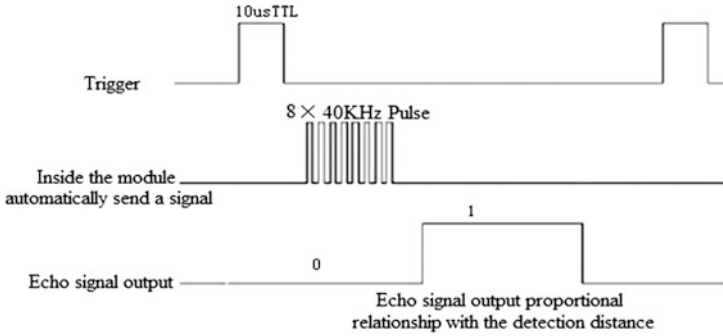 10usTTL
Trigger
8 × 40KHz Pulse
Inside the module
automatically send a signal
1
0
Echo signal output
Echo signal output proportional
relationship with the detection distance